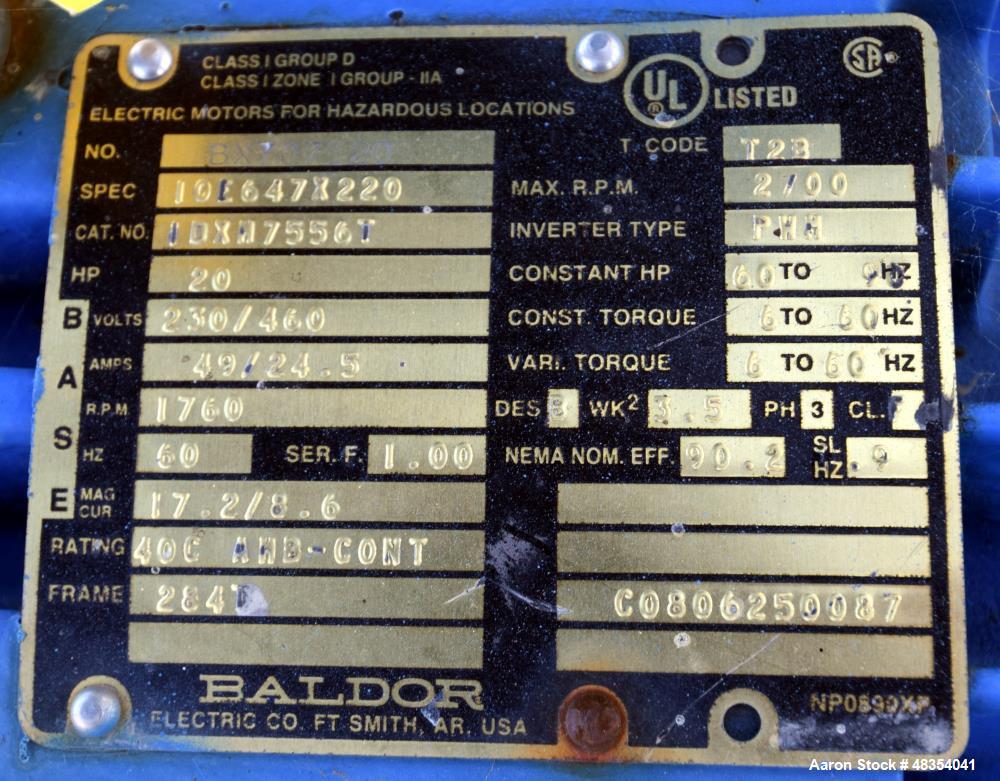 CLASS I GROUP D
CLASS I ZONE I GROUP - IIA
ELECTRIC MOTORS FOR HAZARDOUS LOCATIONS
UL ® LISTED
SA ®
NO.
SPEC 10E647X220
CAT. NO. IDXM7556T
HP 20
BASE
VOLTS 230/460
AMPS 49/24.5
R.P.M. 1760
HZ 60 SER. F. 1.00
MAG CUR 17.2/8.6
RATING 40C AMB-CONT
FRAME 284T
T. CODE T2B
MAX. R.P.M. 2700
INVERTER TYPE PWM
CONSTANT HP 60 TO 90 HZ
CONST. TORQUE 6 TO 60 HZ
VARI. TORQUE 6 TO 60 HZ
DES B WK2 3.5 PH 3 CL. F
NEMA NOM. EFF. 90.2 SL HZ .9
C0806250087
BALDOR
ELECTRIC CO. FT SMITH, AR. USA
Aaron Stock # 48354041